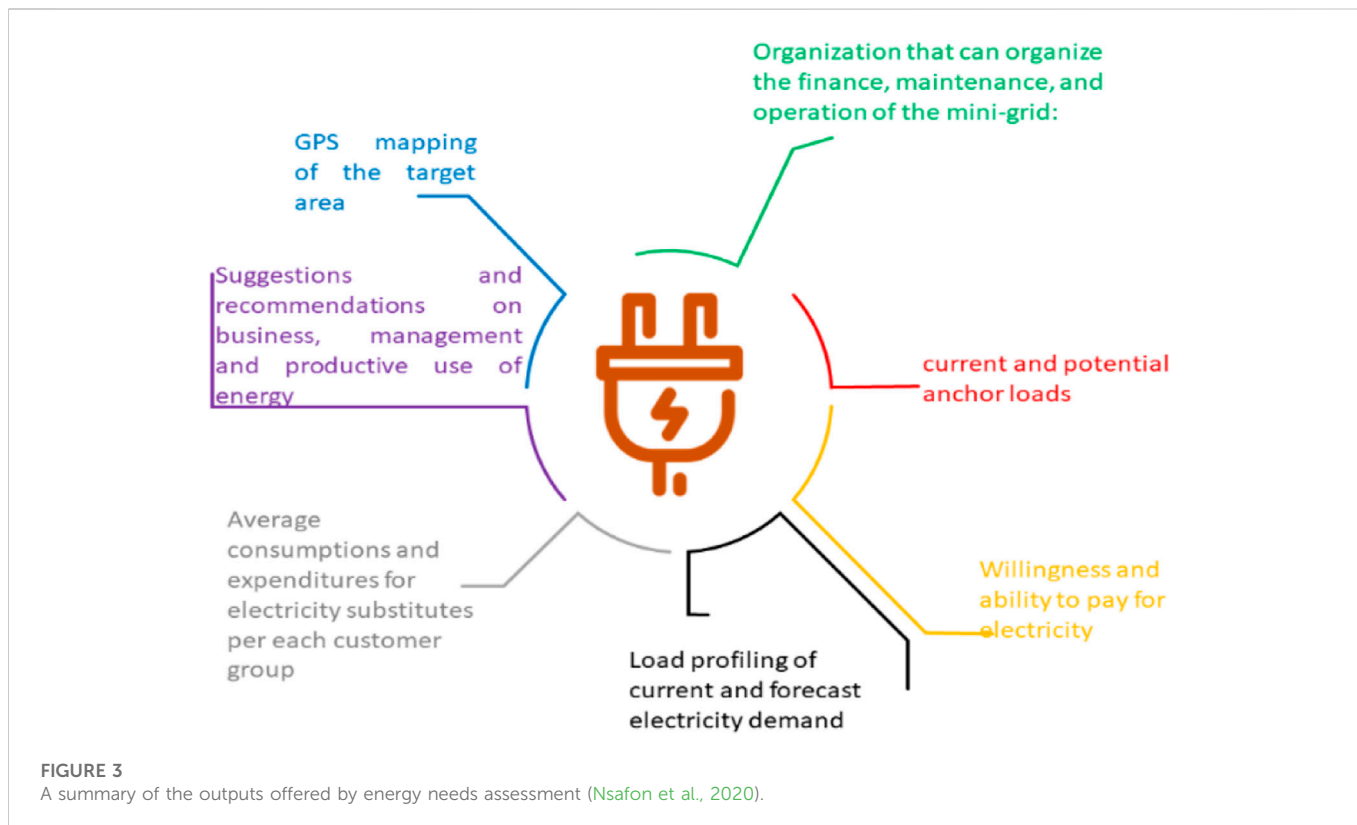 Organization that can organize
the finance, maintenance, and
operation of the mini-grid:
GPS mapping
of the target
area
Suggestions and
recommendations on
business, management
and productive use of
energy
current and potential
anchor loads
Average
consumptions and
expenditures for
electricity substitutes
per each customer
group
Willingness and
ability to pay for
electricity
Load profiling of
current and forecast
electricity demand
FIGURE 3
A summary of the outputs offered by energy needs assessment (Nsafon et al., 2020).